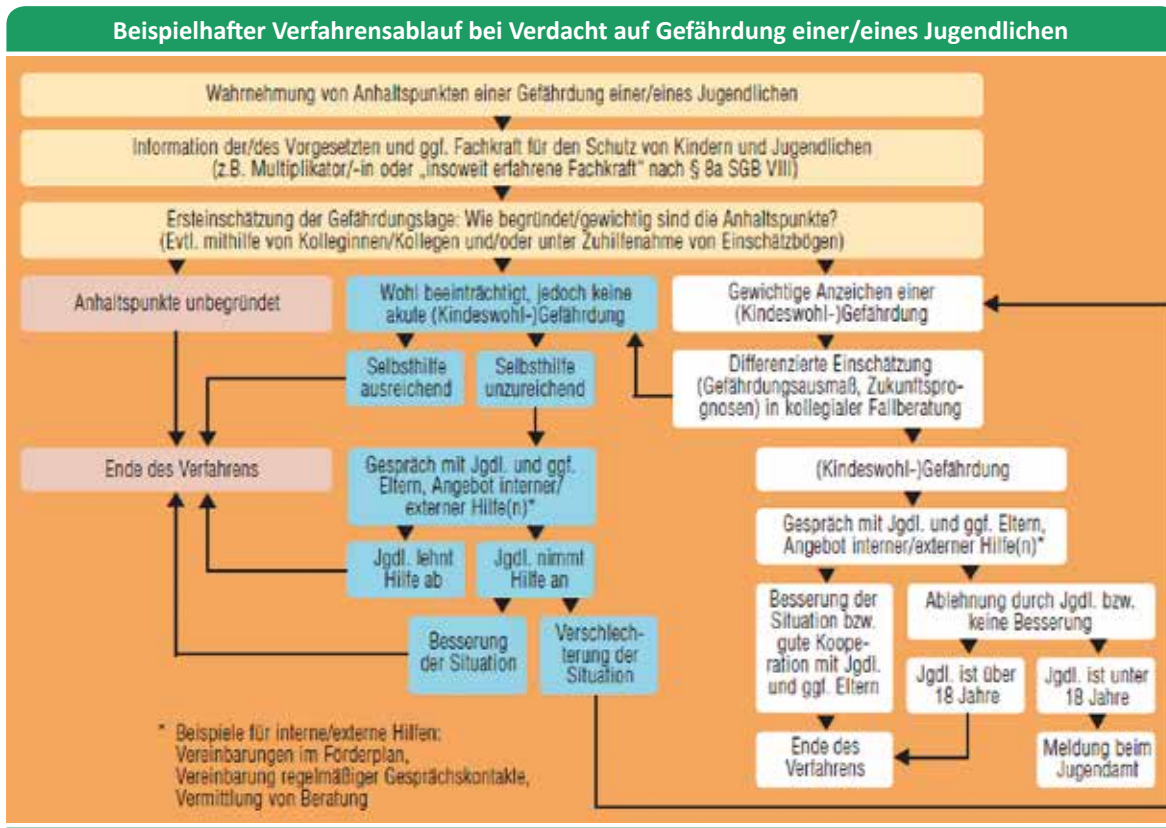 Beispielhafter Verfahrensablauf bei Verdacht auf Gefährdung einer/eines Jugendlichen
Wahrnehmung von Anhaltspunkten einer Gefährdung einer/eines Jugendlichen
Information der/des Vorgesetzten und ggf. Fachkraft für den Schutz von Kindern und Jugendlichen
(z.B. Multiplikator/-in oder „insoweit erfahrene Fachkraft" nach § 8a SGB VIII)
Ersteinschätzung der Gefährdungslage: Wie begründet/gewichtig sind die Anhaltspunkte?
(Evtl. mithilfe von Kolleginnen/Kollegen und/oder unter Zuhilfenahme von Einschätzbögen)
Anhaltspunkte unbegründet
Wohl beeinträchtigt, jedoch keine
akute (Kindeswohl-)Gefährdung
Gewichtige Anzeichen einer
(Kindeswohl-)Gefährdung
Selbsthilfe
ausreichend
Selbsthilfe
unzureichend
Differenzierte Einschätzung
(Gefährdungsausmaß, Zukunftspro-
gnosen) in kollegialer Fallberatung
Ende des Verfahrens
Gespräch mit Jgdl. und ggf.
Eltern, Angebot interner/
externer Hilfe(n)*
(Kindeswohl-)Gefährdung
Gespräch mit Jgdl. und ggf. Eltern,
Angebot interner/externer Hilfe(n)*
Jgdl. lehnt
Hilfe ab
Jgdl. nimmt
Hilfe an
Besserung der
Situation bzw.
gute Koope-
ration mit Jgdl.
und ggf. Eltern
Ablehnung durch Jgdl. bzw.
keine Besserung
Besserung
der Situation
Verschlech-
terung der
Situation
Jgdl. ist über
18 Jahre
Jgdl. ist unter
18 Jahre
Ende des
Verfahrens
Meldung beim
Jugendamt
* Beispiele für interne/externe Hilfen:
Vereinbarungen im Förderplan,
Vereinbarung regelmäßiger Gesprächskontakte,
Vermittlung von Beratung